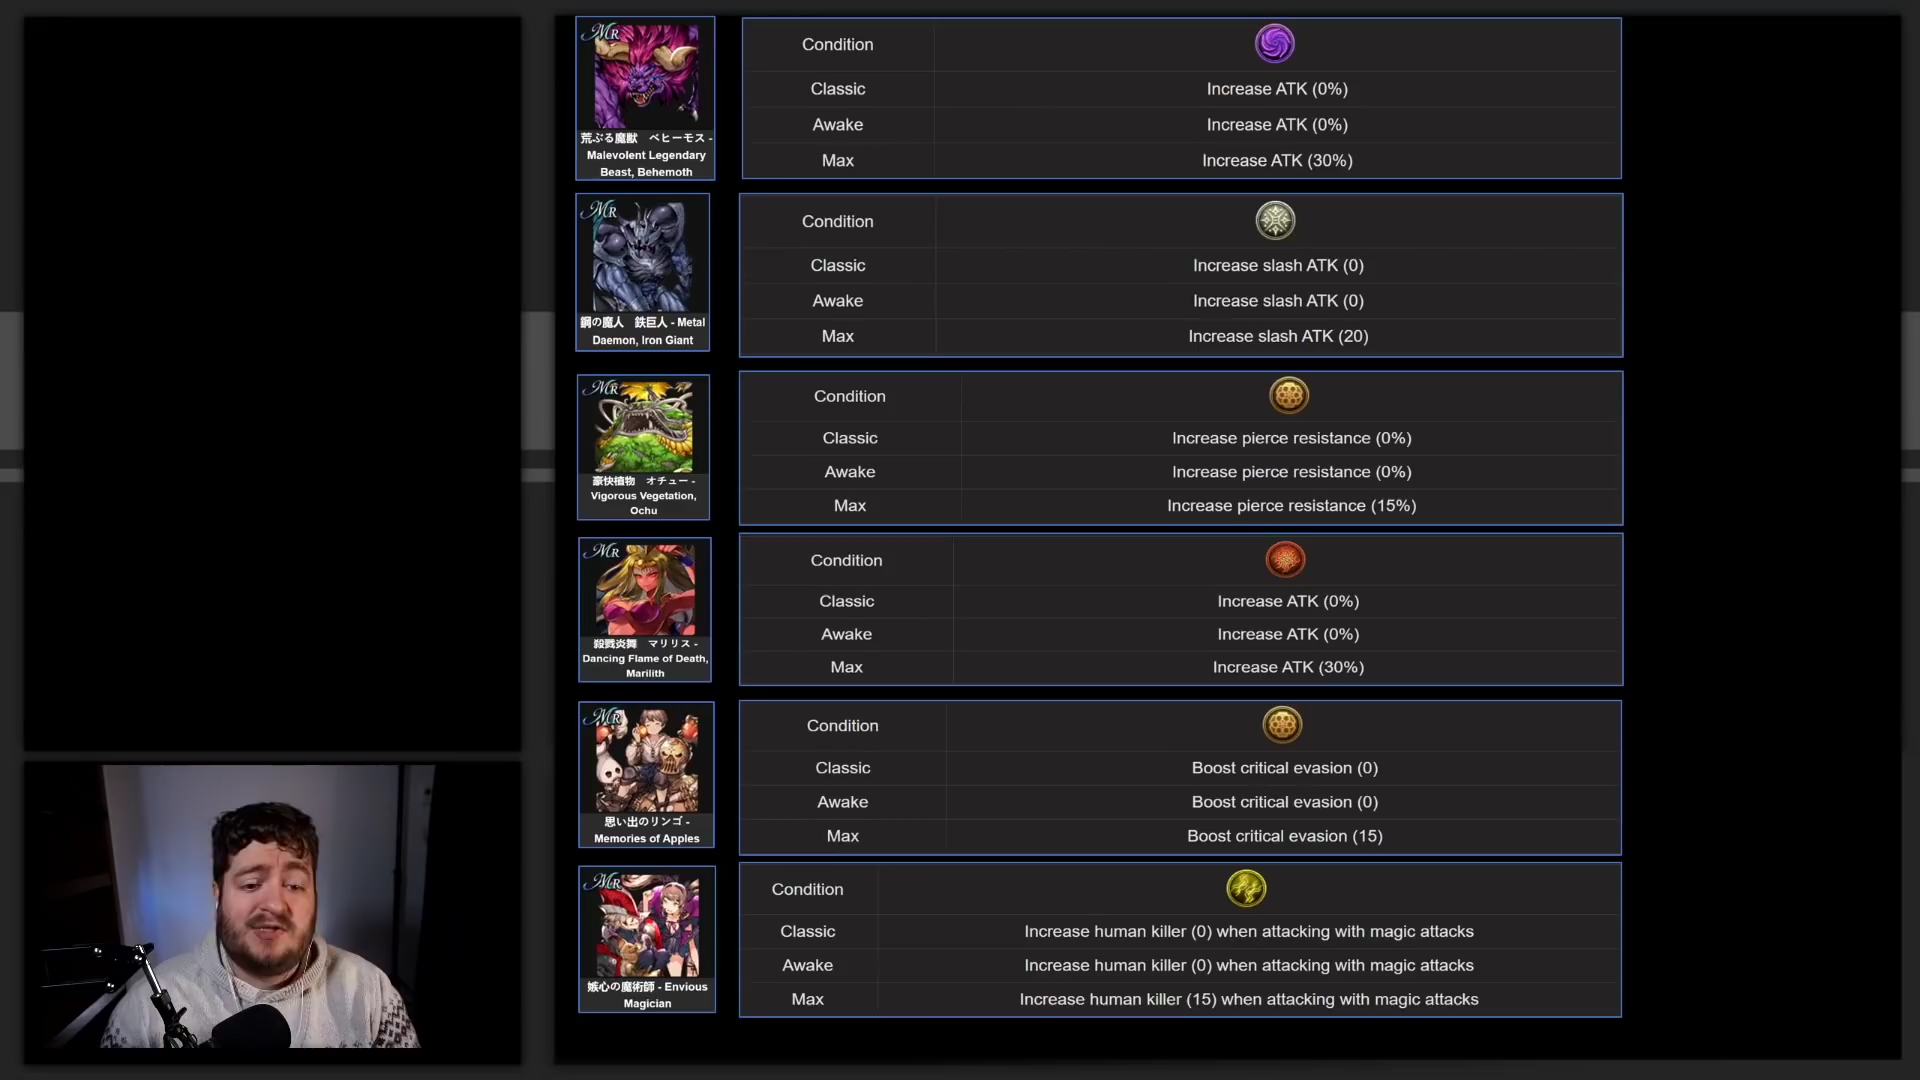 MR
荒ぶる魔獣　ベヒーモス -
Malevolent Legendary
Beast, Behemoth
Condition
Classic Increase ATK (0%)
Awake Increase ATK (0%)
Max Increase ATK (30%)
MR
鋼の魔人　鉄巨人 - Metal
Daemon, Iron Giant
Condition
Classic Increase slash ATK (0)
Awake Increase slash ATK (0)
Max Increase slash ATK (20)
MR
豪快植物　オチュー -
Vigorous Vegetation,
Ochu
Condition
Classic Increase pierce resistance (0%)
Awake Increase pierce resistance (0%)
Max Increase pierce resistance (15%)
MR
殺戮炎舞　マリリス -
Dancing Flame of Death,
Marilith
Condition
Classic Increase ATK (0%)
Awake Increase ATK (0%)
Max Increase ATK (30%)
MR
思い出のリンゴ -
Memories of Apples
Condition
Classic Boost critical evasion (0)
Awake Boost critical evasion (0)
Max Boost critical evasion (15)
MR
嫉心の魔術師 - Envious
Magician
Condition
Classic Increase human killer (0) when attacking with magic attacks
Awake Increase human killer (0) when attacking with magic attacks
Max Increase human killer (15) when attacking with magic attacks